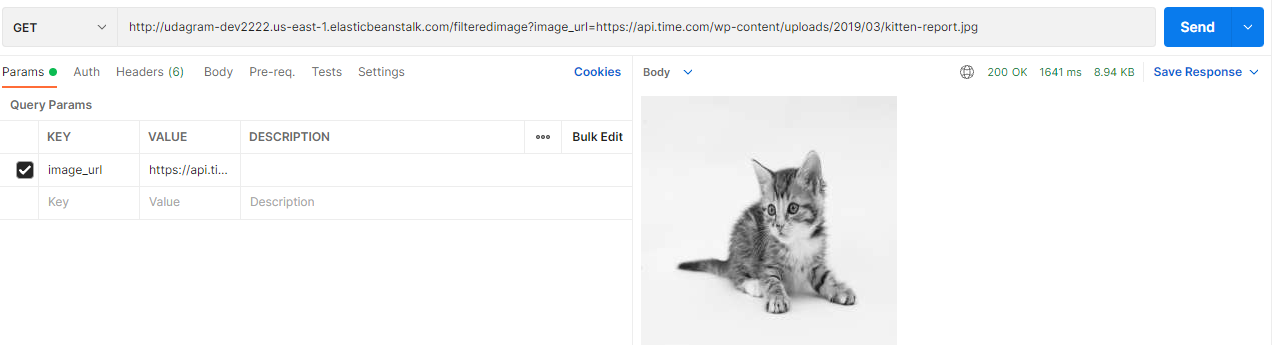 GET http://udagram-dev2222.us-east-1.elasticbeanstalk.com/filteredimage?image_url=https://api.time.com/wp-content/uploads/2019/03/kitten-report.jpg Send
Params Auth Headers (6) Body Pre-req. Tests Settings Cookies
Body 200 OK 1641 ms 8.94 KB Save Response
Query Params
KEY VALUE DESCRIPTION ••• Bulk Edit
image_url https://api.ti...
Key Value Description